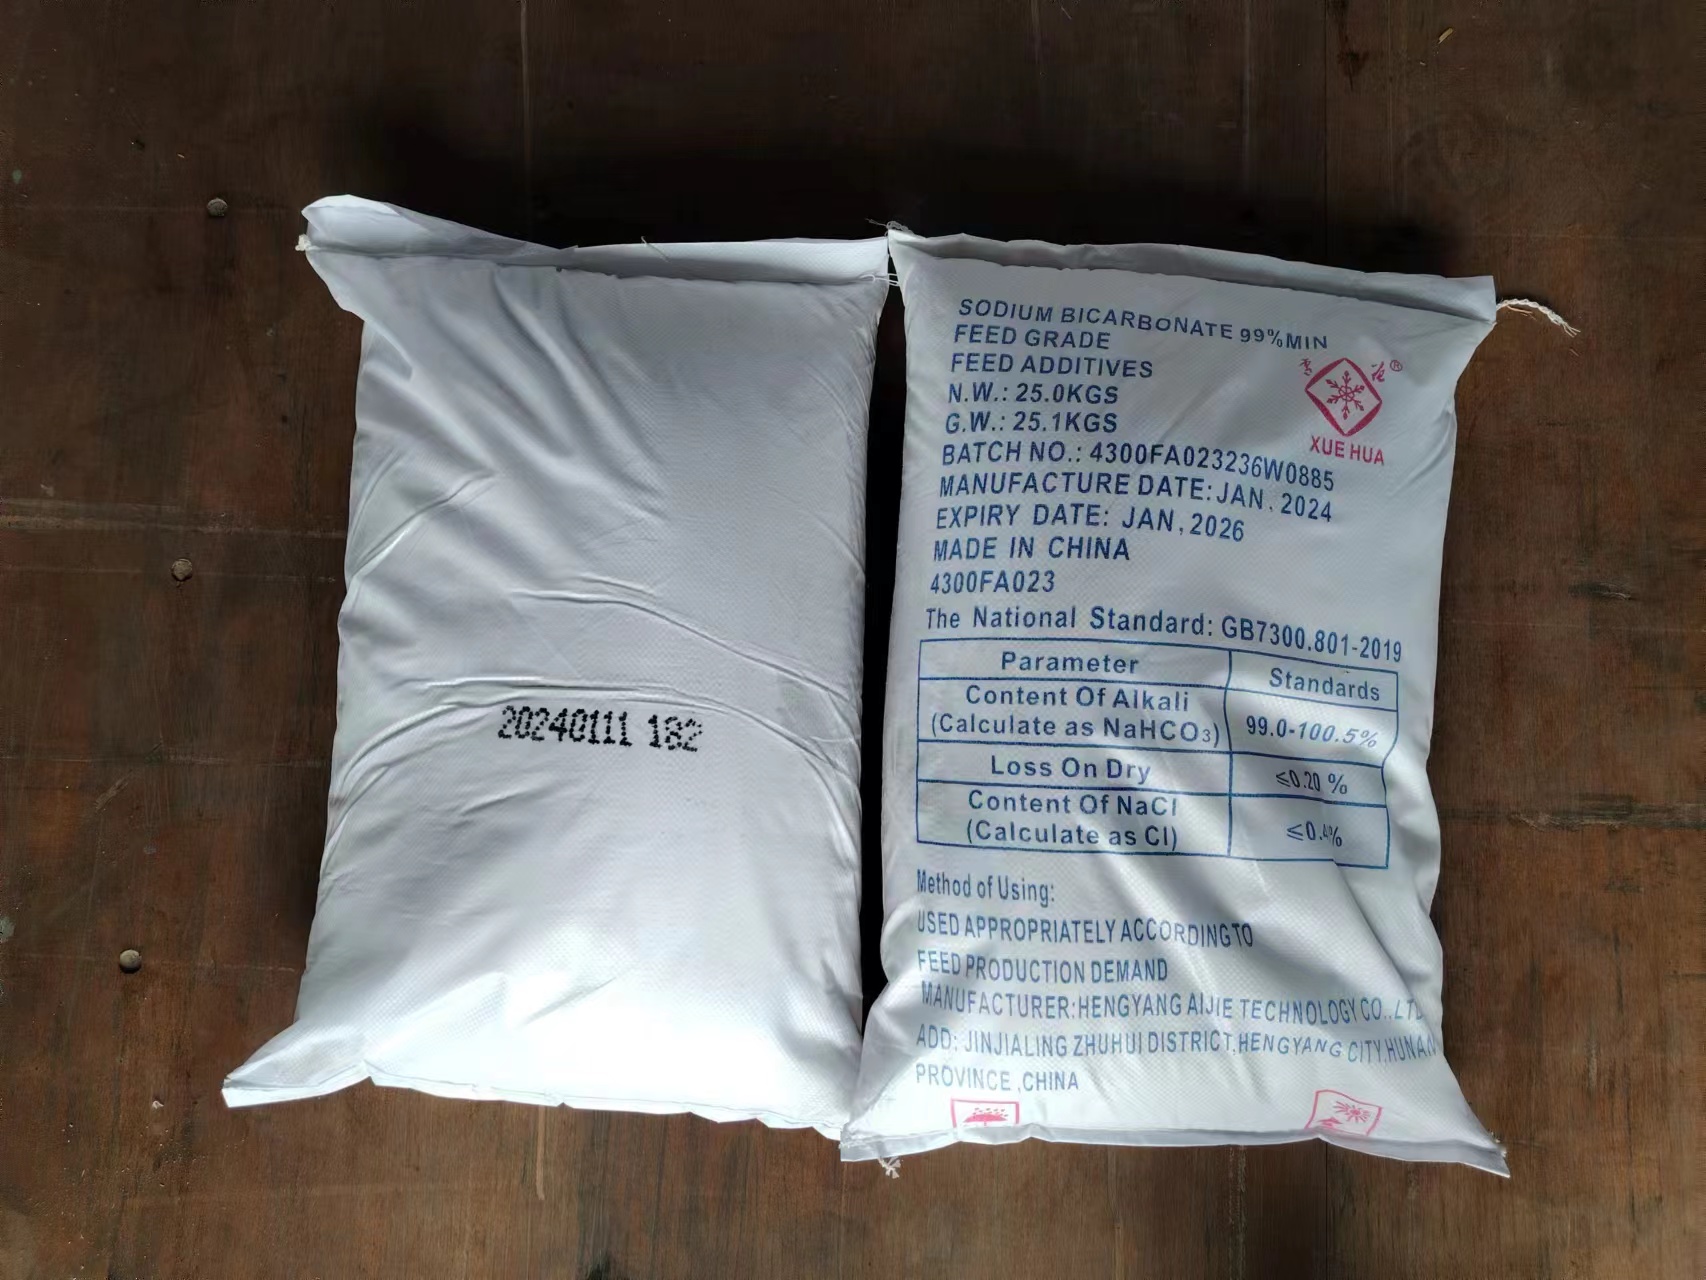 20240111 182
SODIUM BICARBONATE 99%MIN
FEED GRADE
FEED ADDITIVES
N.W.: 25.0KGS
G.W.: 25.1KGS
BATCH NO.: 4300FA023236W0885
MANUFACTURE DATE: JAN, 2024
EXPIRY DATE: JAN, 2026
MADE IN CHINA
4300FA023
The National Standard: GB7300.801-2019
®
XUE HUA
Parameter Standards
Content Of Alkali
(Calculate as NaHCO₃) 99.0-100.5%
Loss On Dry ≤0.20 %
Content Of NaCl
(Calculate as Cl) ≤0.4%
Method of Using:
USED APPROPRIATELY ACCORDING TO
FEED PRODUCTION DEMAND
MANUFACTURER:HENGYANG AIJIE TECHNOLOGY CO.,LTD
ADD: JINJIALING ZHUHUI DISTRICT,HENGYANG CITY,HUNAN
PROVINCE ,CHINA